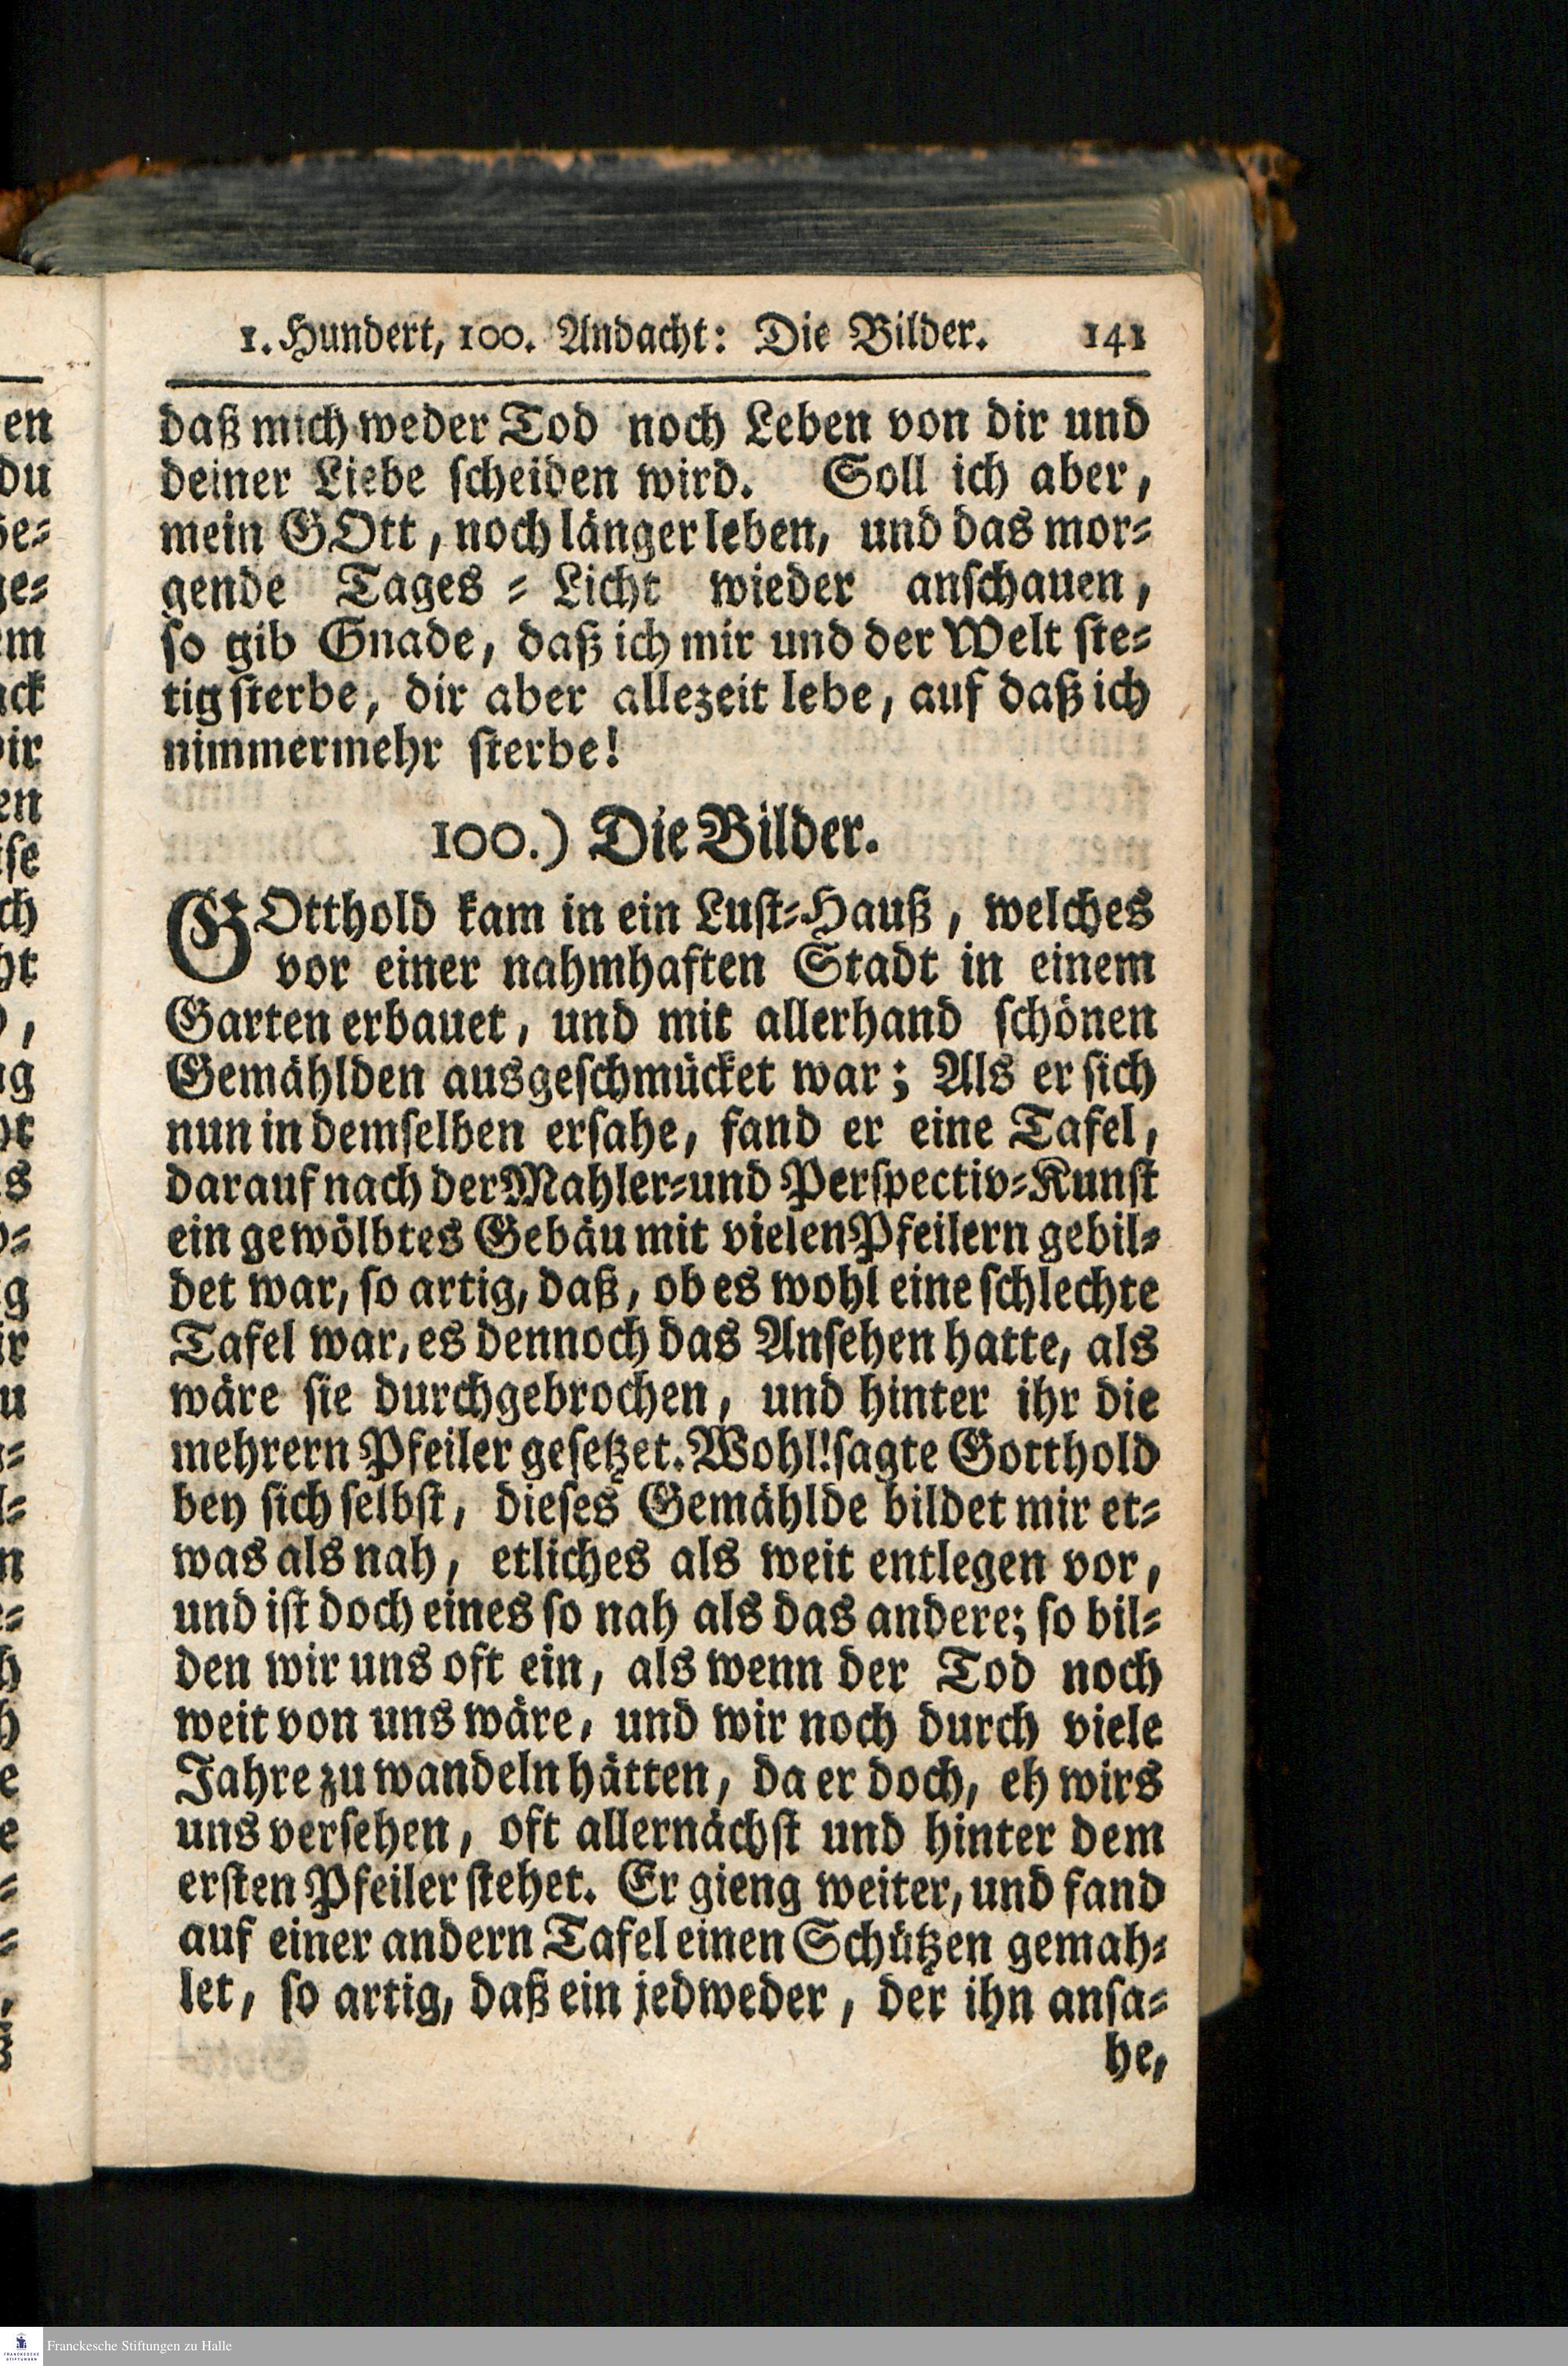 1. Hundert, 100. Andacht: Die Bilder. 141
daß mich weder Tod noch Leben von dir und
deiner Liebe scheiden wird. Soll ich aber,
mein GOtt, noch länger leben, und das mor-
gende Tages-Licht wieder anschauen,
so gib Gnade, daß ich mir und der Welt ste-
tig sterbe, dir aber allezeit lebe, auf daß ich
nimmermehr sterbe!
100.) Die Bilder.
GOtthold kam in ein Lust-Hauß, welches
vor einer nahmhaften Stadt in einem
Garten erbauet, und mit allerhand schönen
Gemählden ausgeschmücket war; Als er sich
nun in demselben ersahe, fand er eine Tafel,
darauf nach der Mahler-und Perspectiv-Kunst
ein gewölbtes Gebäu mit vielen Pfeilern gebil-
det war, so artig, daß, ob es wohl eine schlechte
Tafel war, es dennoch das Ansehen hatte, als
wäre sie durchgebrochen, und hinter ihr die
mehrern Pfeiler gesetzet. Wohl! sagte Gotthold
bey sich selbst, dieses Gemählde bildet mir et-
was als nah, etliches als weit entlegen vor,
und ist doch eines so nah als das andere; so bil-
den wir uns oft ein, als wenn der Tod noch
weit von uns wäre, und wir noch durch viele
Jahre zu wandeln hätten, da er doch, eh wirs
uns versehen, oft allernächst und hinter dem
ersten Pfeiler stehet. Er gieng weiter, und fand
auf einer andern Tafel einen Schützen gemah-
let, so artig, daß ein jedweder, der ihn ansa-
he,
Franckesche Stiftungen zu Halle